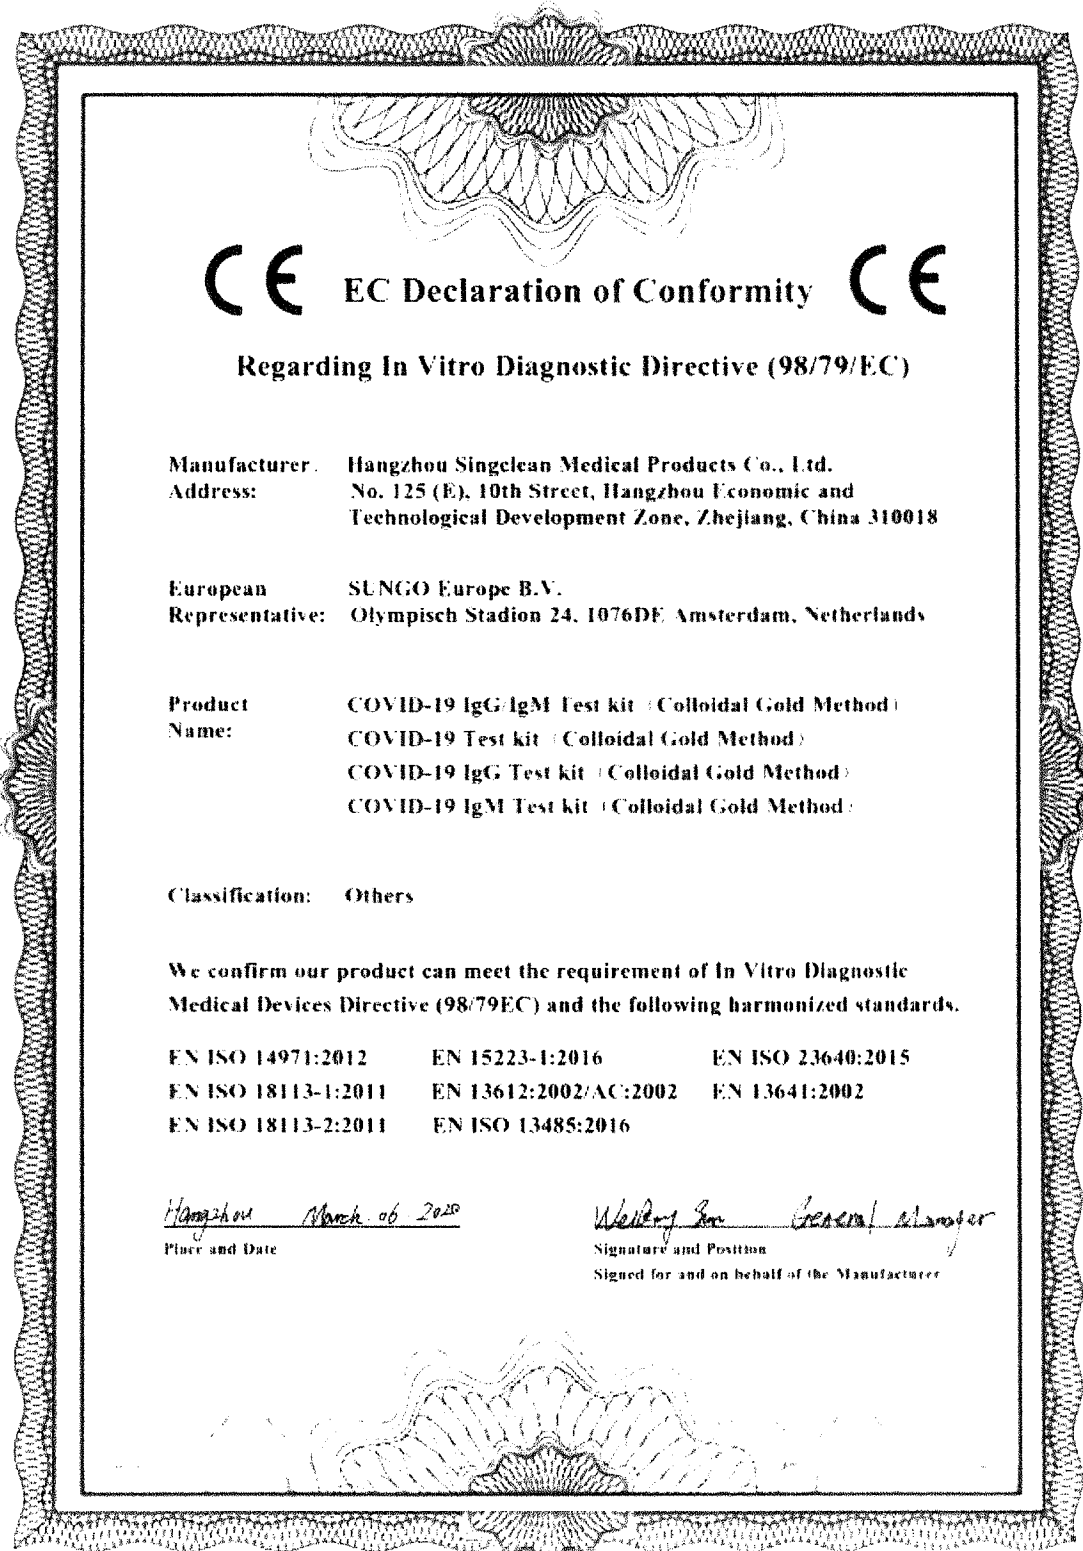 CE EC Declaration of Conformity CE
Regarding In Vitro Diagnostic Directive (98/79/EC)
Manufacturer: Hangzhou Singclean Medical Products Co., Ltd.
Address: No. 125 (E), 10th Street, Hangzhou Economic and
Technological Development Zone, Zhejiang, China 310018
European SUNGO Europe B.V.
Representative: Olympisch Stadion 24, 1076DE Amsterdam, Netherlands
Product COVID-19 IgG/IgM Test kit (Colloidal Gold Method)
Name: COVID-19 Test kit (Colloidal Gold Method)
COVID-19 IgG Test kit (Colloidal Gold Method)
COVID-19 IgM Test kit (Colloidal Gold Method)
Classification: Others
We confirm our product can meet the requirement of In Vitro Diagnostic
Medical Devices Directive (98/79EC) and the following harmonized standards.
EN ISO 14971:2012 EN 15223-1:2016 EN ISO 23640:2015
EN ISO 18113-1:2011 EN 13612:2002/AC:2002 EN 13641:2002
EN ISO 18113-2:2011 EN ISO 13485:2016
Hangzhou March 06 2020 General Manager
Place and Date Signature and Position
Signed for and on behalf of the Manufacturer